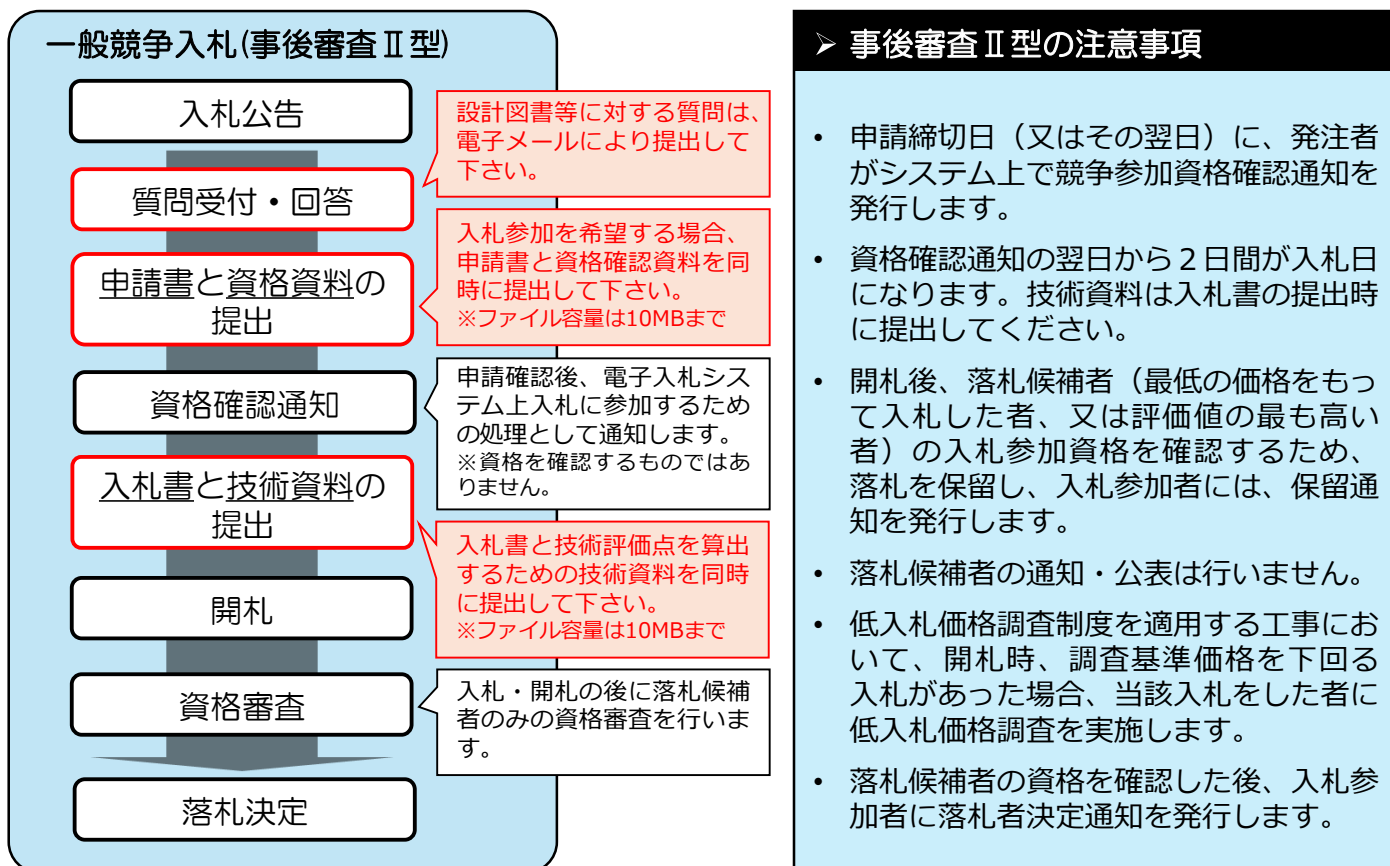 一般競争入札(事後審査Ⅱ型)
入札公告
設計図書等に対する質問は、
電子メールにより提出して
下さい。
質問受付・回答
入札参加を希望する場合、
申請書と資格確認資料を同
時に提出して下さい。
※ファイル容量は10MBまで
申請書と資格資料の
提出
資格確認通知
申請確認後、電子入札シス
テム上入札に参加するため
の処理として通知します。
※資格を確認するものではあ
りません。
入札書と技術資料の
提出
入札書と技術評価点を算出
するための技術資料を同時
に提出して下さい。
※ファイル容量は10MBまで
開札
資格審査
入札・開札の後に落札候補
者のみの資格審査を行いま
す。
落札決定
➢ 事後審査Ⅱ型の注意事項
• 申請締切日（又はその翌日）に、発注者
がシステム上で競争参加資格確認通知を
発行します。
• 資格確認通知の翌日から２日間が入札日
になります。技術資料は入札書の提出時
に提出してください。
• 開札後、落札候補者（最低の価格をもっ
て入札した者、又は評価値の最も高い
者）の入札参加資格を確認するため、
落札を保留し、入札参加者には、保留通
知を発行します。
• 落札候補者の通知・公表は行いません。
• 低入札価格調査制度を適用する工事にお
いて、開札時、調査基準価格を下回る
入札があった場合、当該入札をした者に
低入札価格調査を実施します。
• 落札候補者の資格を確認した後、入札参
加者に落札者決定通知を発行します。